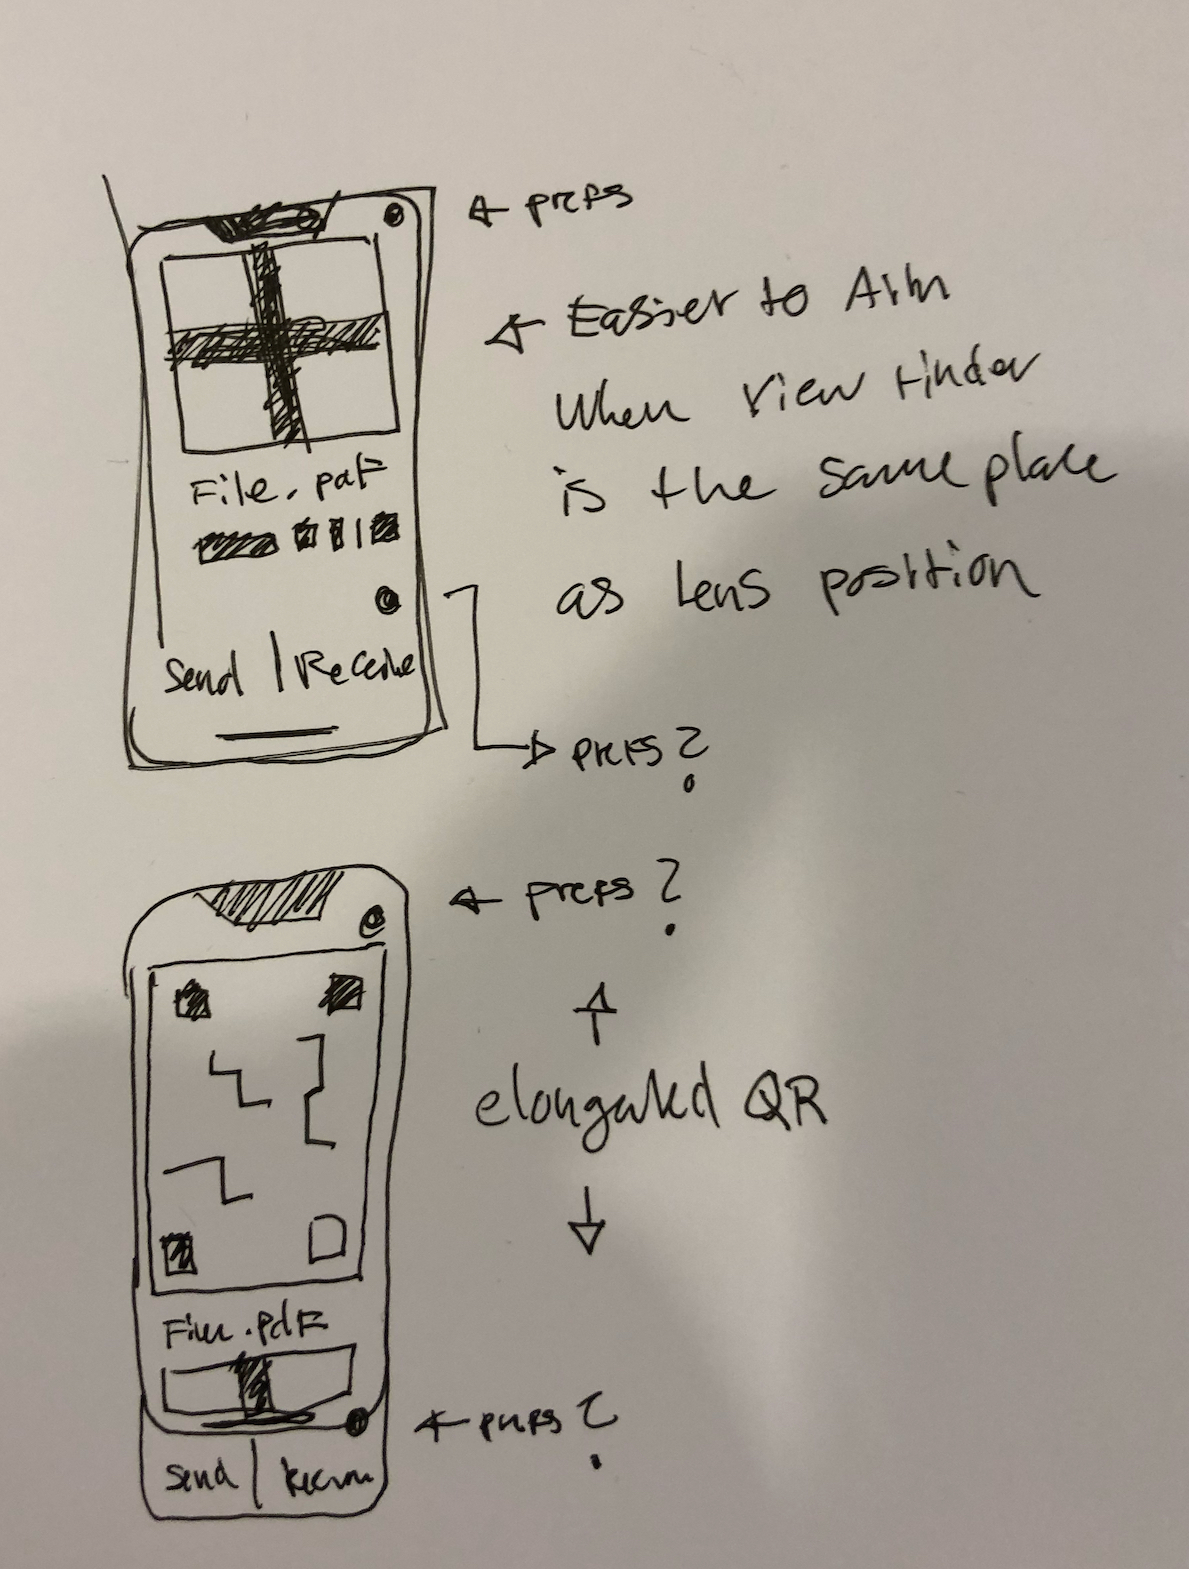 prefs
Easier to Aim
When view finder
is the same place
as lens position
File.pdf
Send | Receive
prefs?
prefs?
elongated QR
File.pdf
prefs?
Send | Receive